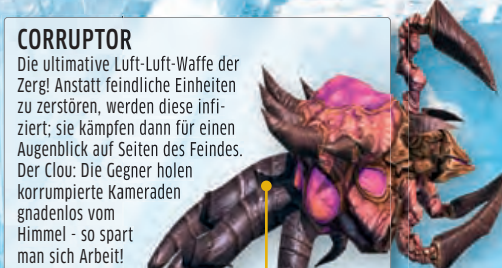 CORRUPTOR
Die ultimative Luft-Luft-Waffe der
Zerg! Anstatt feindliche Einheiten
zu zerstören, werden diese infi-
ziert; sie kämpfen dann für einen
Augenblick auf Seiten des Feindes.
Der Clou: Die Gegner holen
korrumpierte Kameraden
gnadenlos vom
Himmel - so spart
man sich Arbeit!